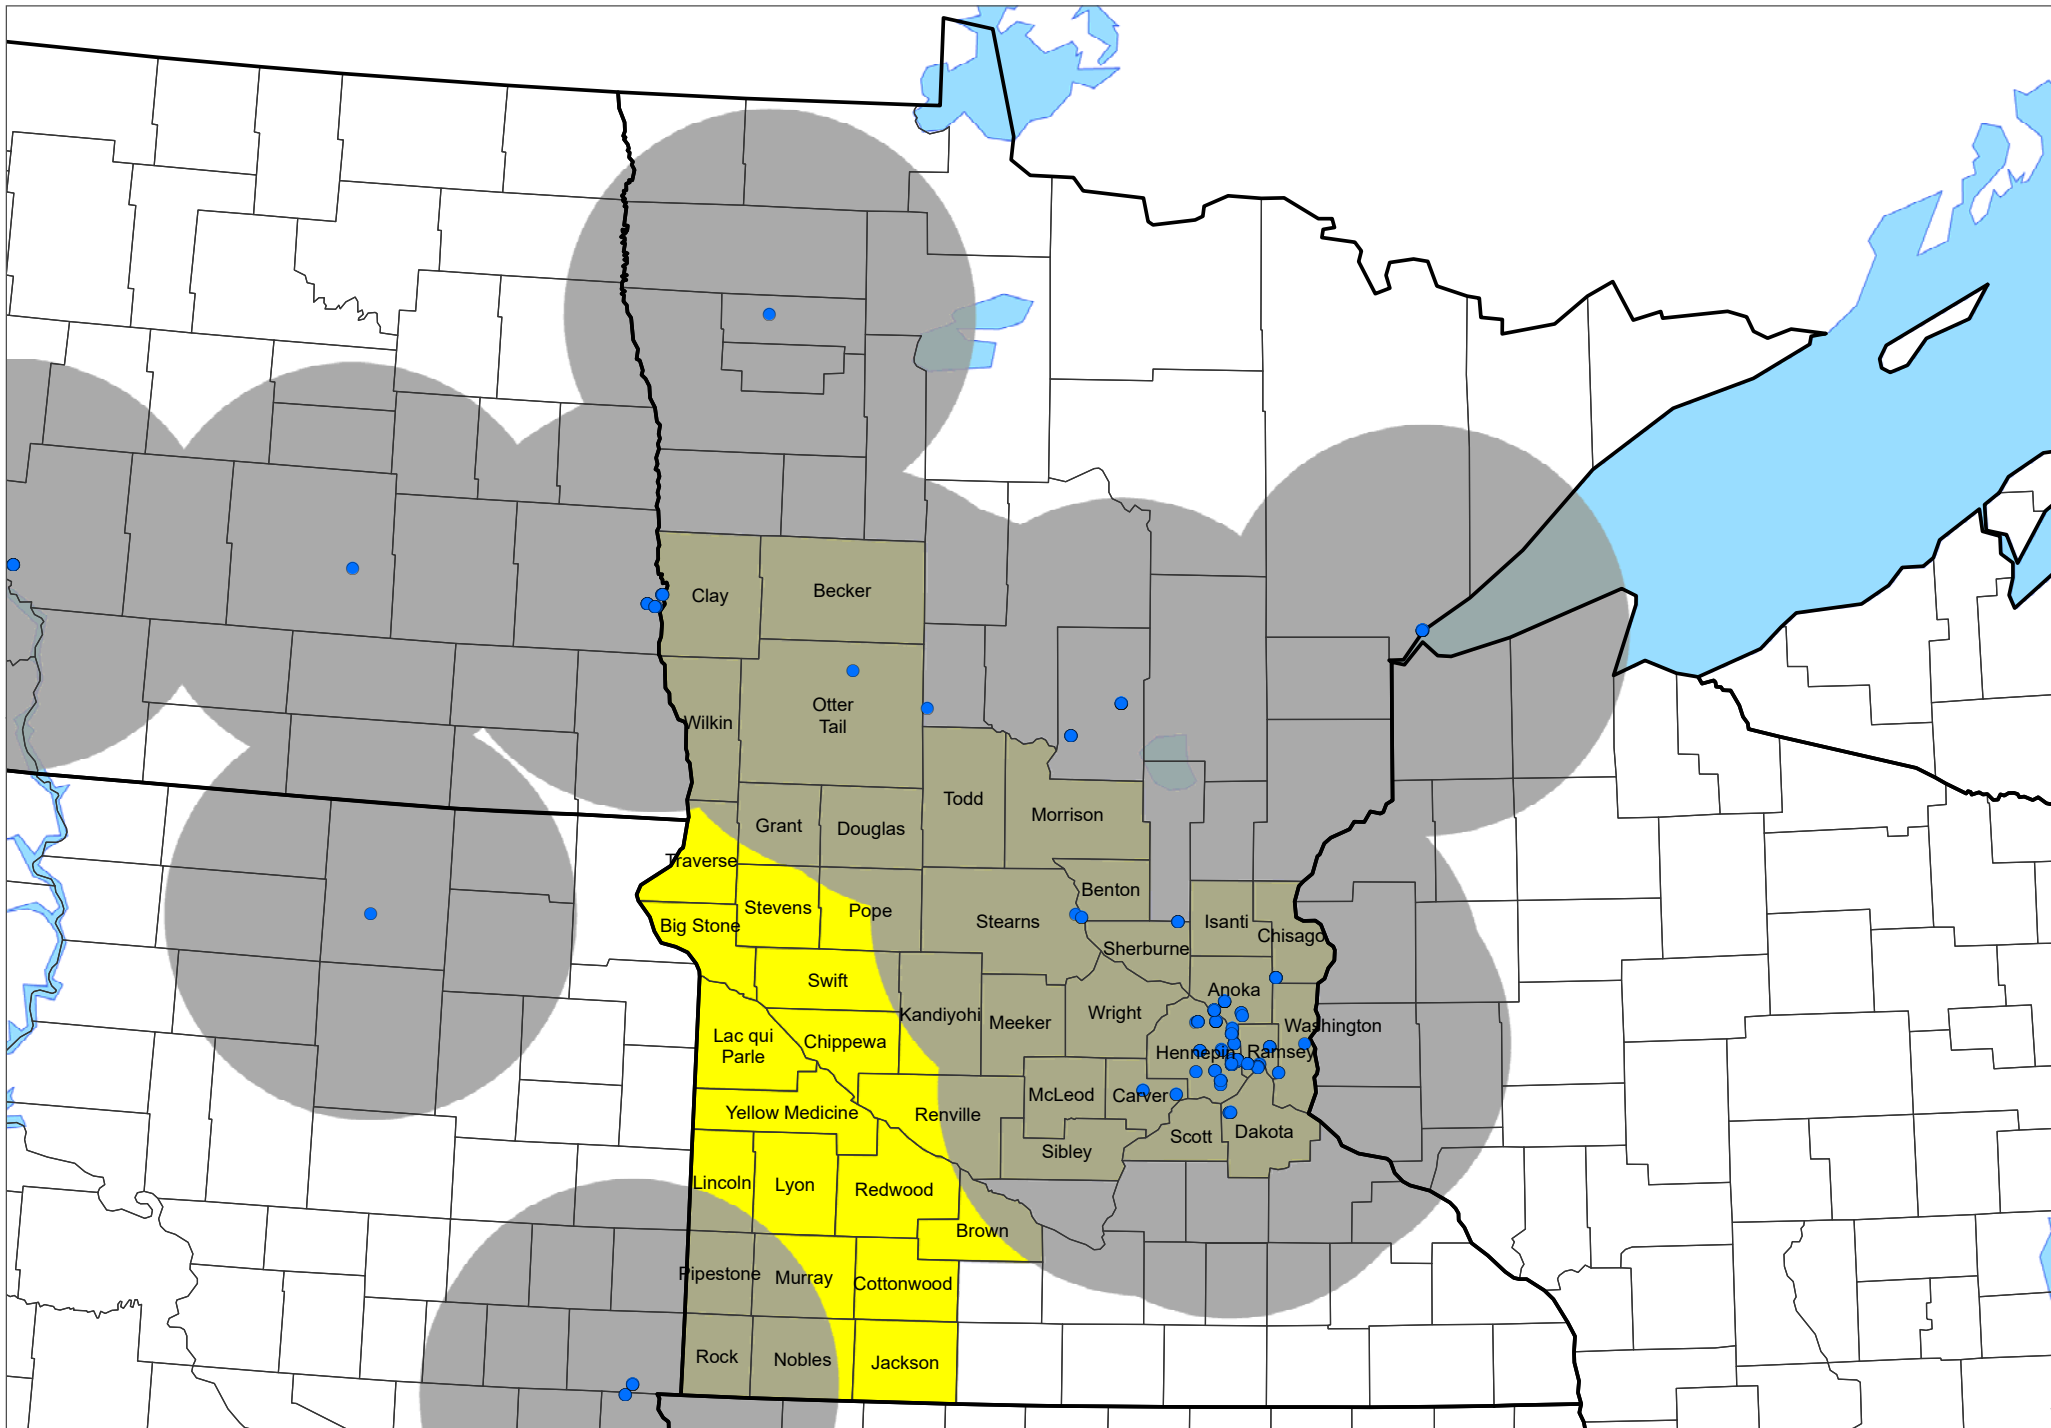 Clay
Becker
Wilkin
Otter
Tail
Todd
Morrison
Grant
Douglas
Traverse
Benton
Stevens
Pope
Stearns
Isanti
Big Stone
Chisago
Sherburne
Swift
Anoka
Kandiyohi
Meeker
Wright
Washington
Lac qui
Parle
Chippewa
Hennepin
Ramsey
McLeod
Carver
Yellow Medicine
Renville
Scott
Dakota
Sibley
Lincoln
Lyon
Redwood
Brown
Pipestone
Murray
Cottonwood
Rock
Nobles
Jackson